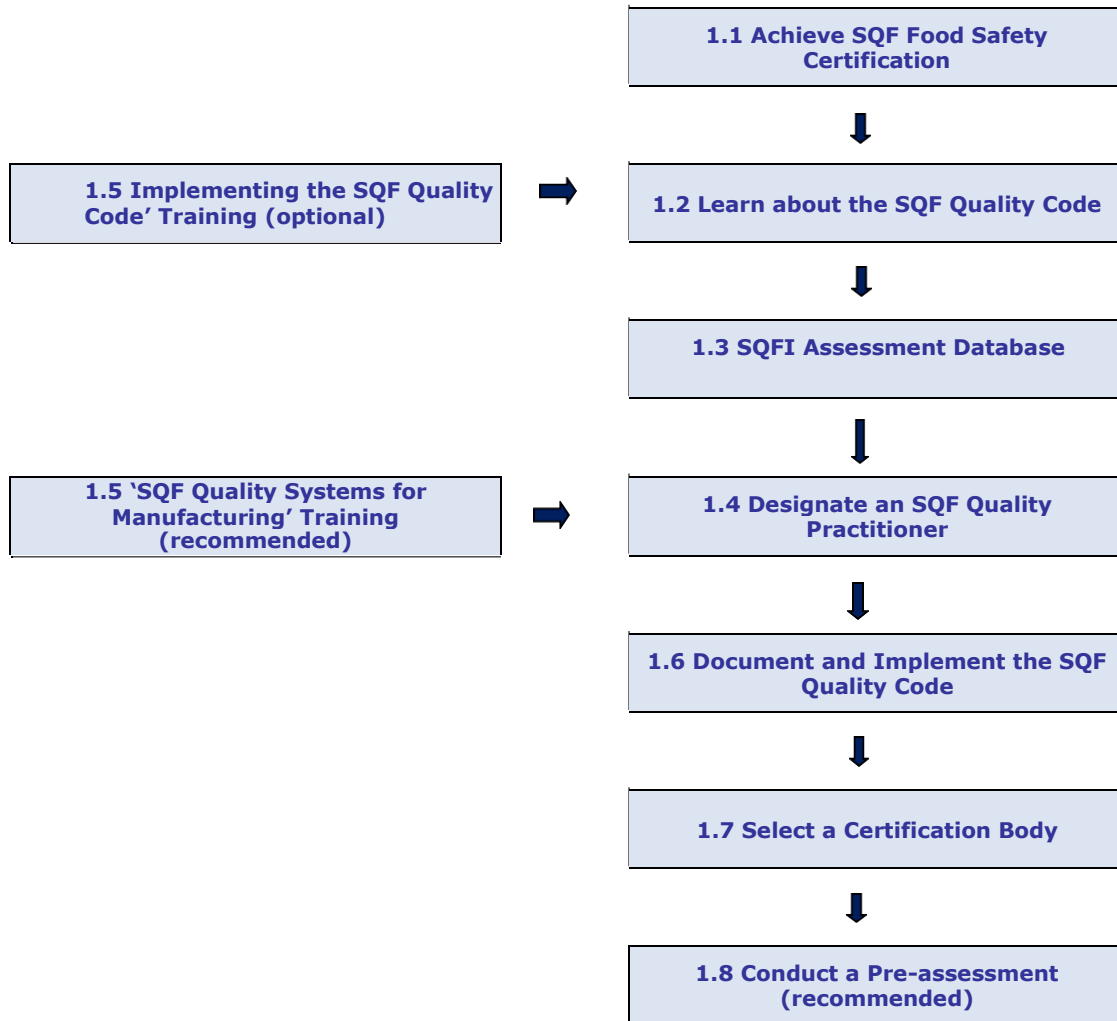 1.1 Achieve SQF Food Safety
Certification
1.5 Implementing the SQF Quality
Code’ Training (optional)
1.2 Learn about the SQF Quality Code
1.3 SQFI Assessment Database
1.5 ‘SQF Quality Systems for
Manufacturing’ Training
(recommended)
1.4 Designate an SQF Quality
Practitioner
1.6 Document and Implement the SQF
Quality Code
1.7 Select a Certification Body
1.8 Conduct a Pre-assessment
(recommended)